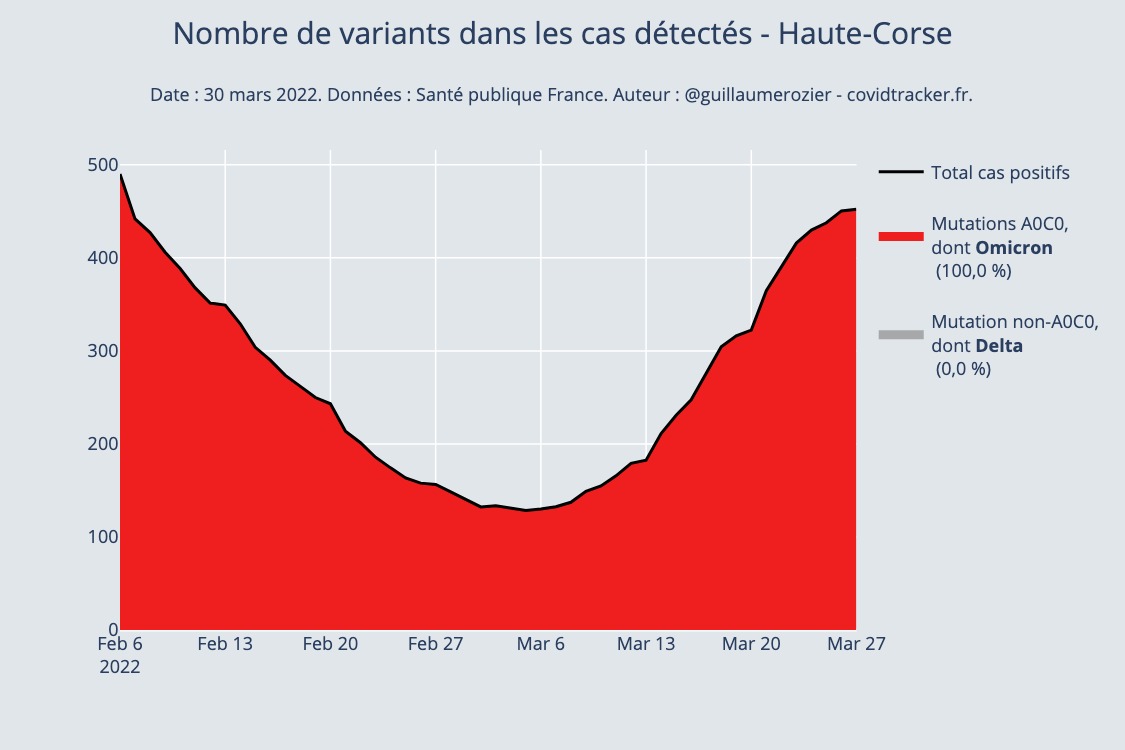 Nombre de variants dans les cas détectés - Haute-Corse
Date : 30 mars 2022. Données : Santé publique France. Auteur : @guillaumerozier - covidtracker.fr.
500
400
300
200
100
0
Feb 6
2022
Feb 13
Feb 20
Feb 27
Mar 6
Mar 13
Mar 20
Mar 27
Total cas positifs
Mutations A0C0,
dont Omicron
(100,0 %)
Mutation non-A0C0,
dont Delta
(0,0 %)